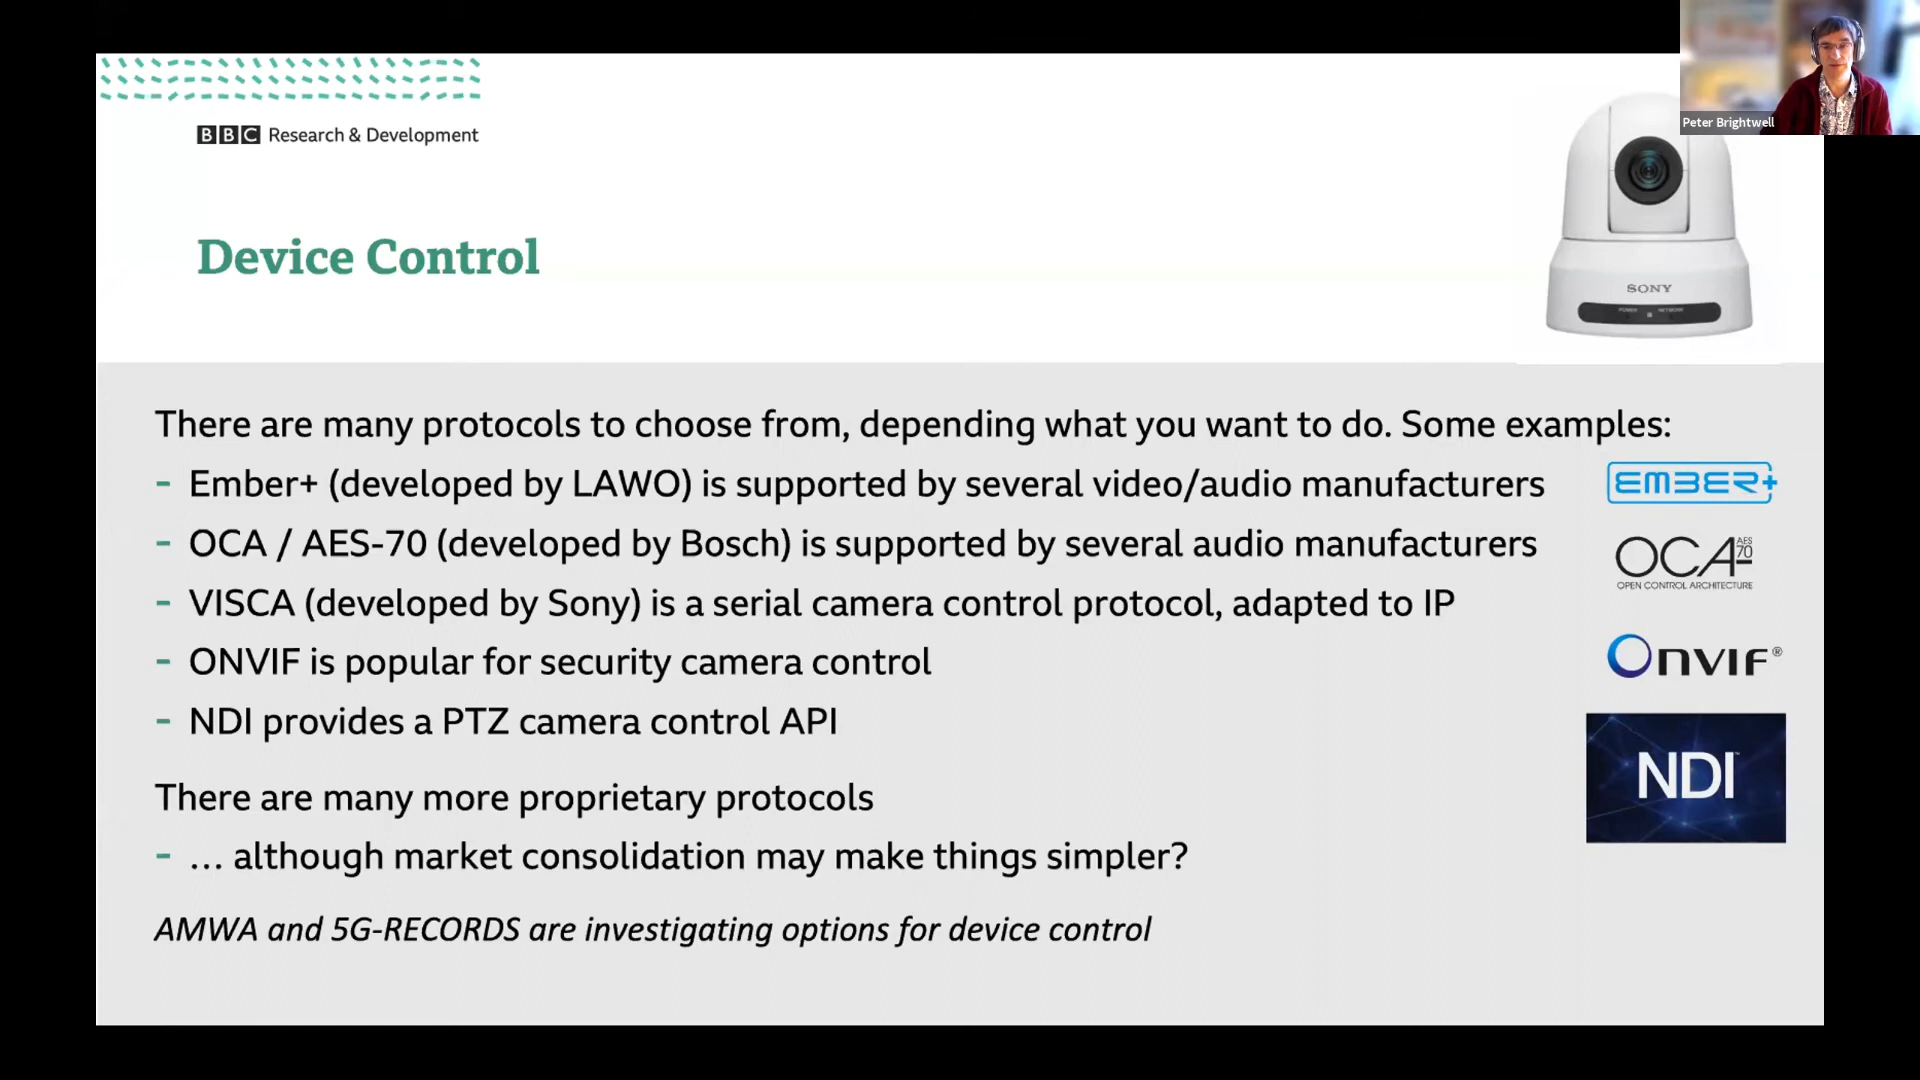 Peter Brightwell
BBC Research & Development
Device Control
SONY
POWER NETWORK
There are many protocols to choose from, depending what you want to do. Some examples:
- Ember+ (developed by LAWO) is supported by several video/audio manufacturers
EMBER+
- OCA / AES-70 (developed by Bosch) is supported by several audio manufacturers
OCA AES 70
OPEN CONTROL ARCHITECTURE
- VISCA (developed by Sony) is a serial camera control protocol, adapted to IP
- ONVIF is popular for security camera control
ONVIF®
- NDI provides a PTZ camera control API
NDI™
There are many more proprietary protocols
- … although market consolidation may make things simpler?
AMWA and 5G-RECORDS are investigating options for device control